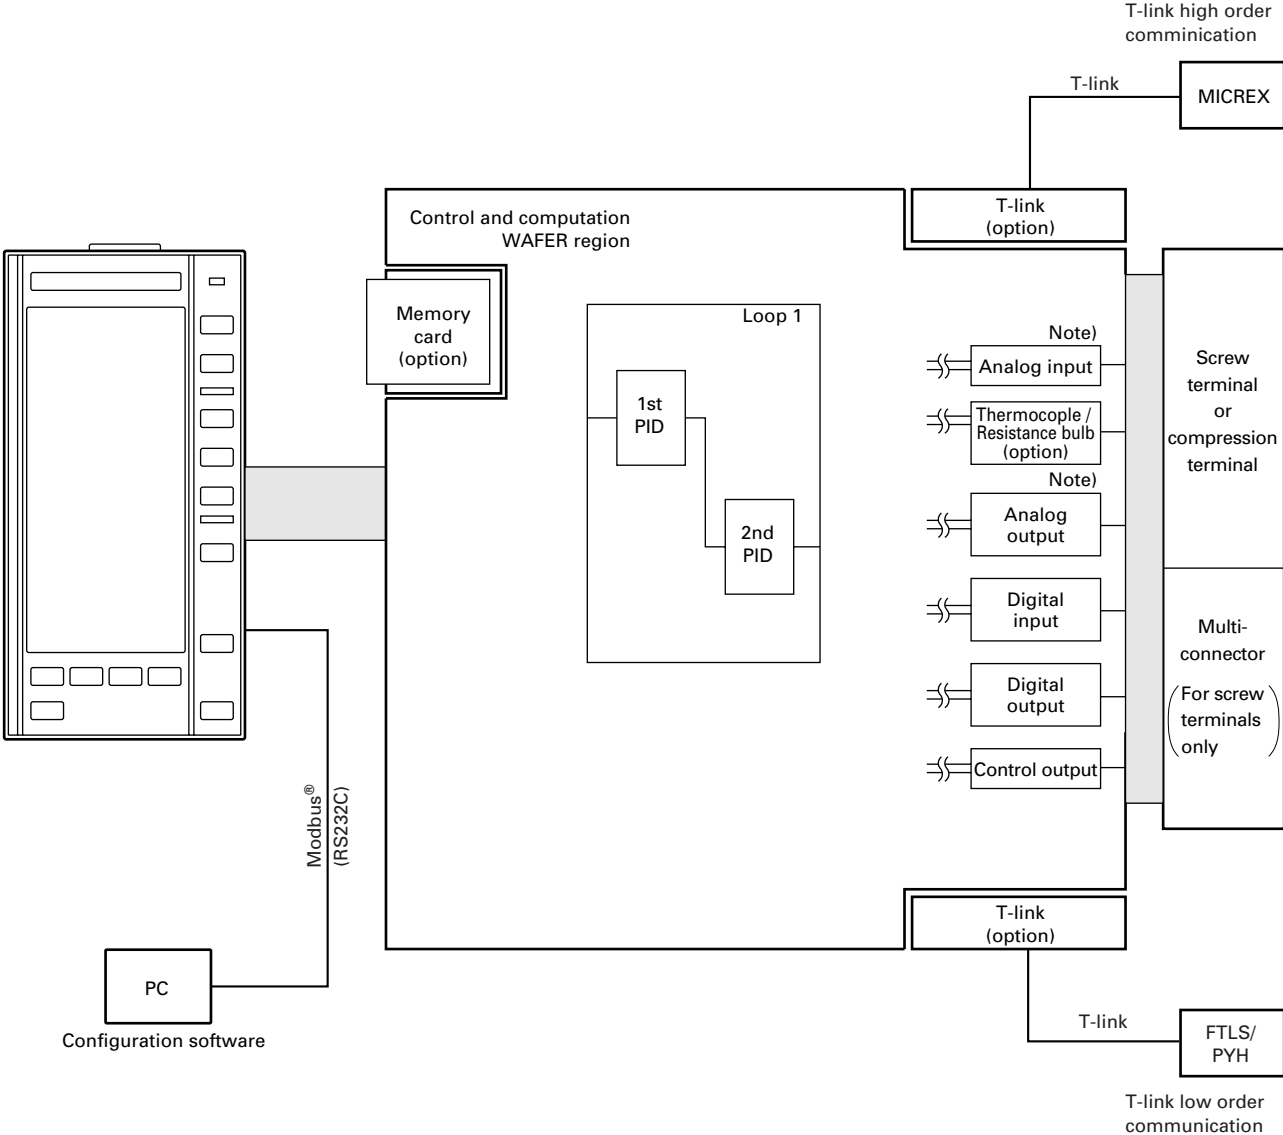 T-link high order
comminication
T-link
MICREX
T-link
(option)
Control and computation
WAFER region
Memory
card
(option)
Loop 1
1st
PID
2nd
PID
Note)
Analog input
Thermocople /
Resistance bulb
(option)
Note)
Analog
output
Digital
input
Digital
output
Control output
Screw
terminal
or
compression
terminal
Multi-
connector
(For screw
terminals
only)
Modbus®
(RS232C)
PC
Configuration software
T-link
(option)
T-link
FTLS/
PYH
T-link low order
communication